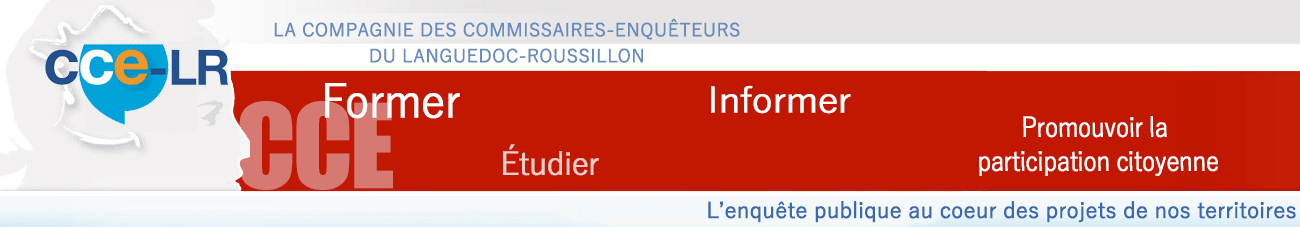 LA COMPAGNIE DES COMMISSAIRES-ENQUÊTEURS
DU LANGUEDOC-ROUSSILLON
CCe-LR
Former
Informer
CCE
Étudier
Promouvoir la
participation citoyenne
L'enquête publique au coeur des projets de nos territoires